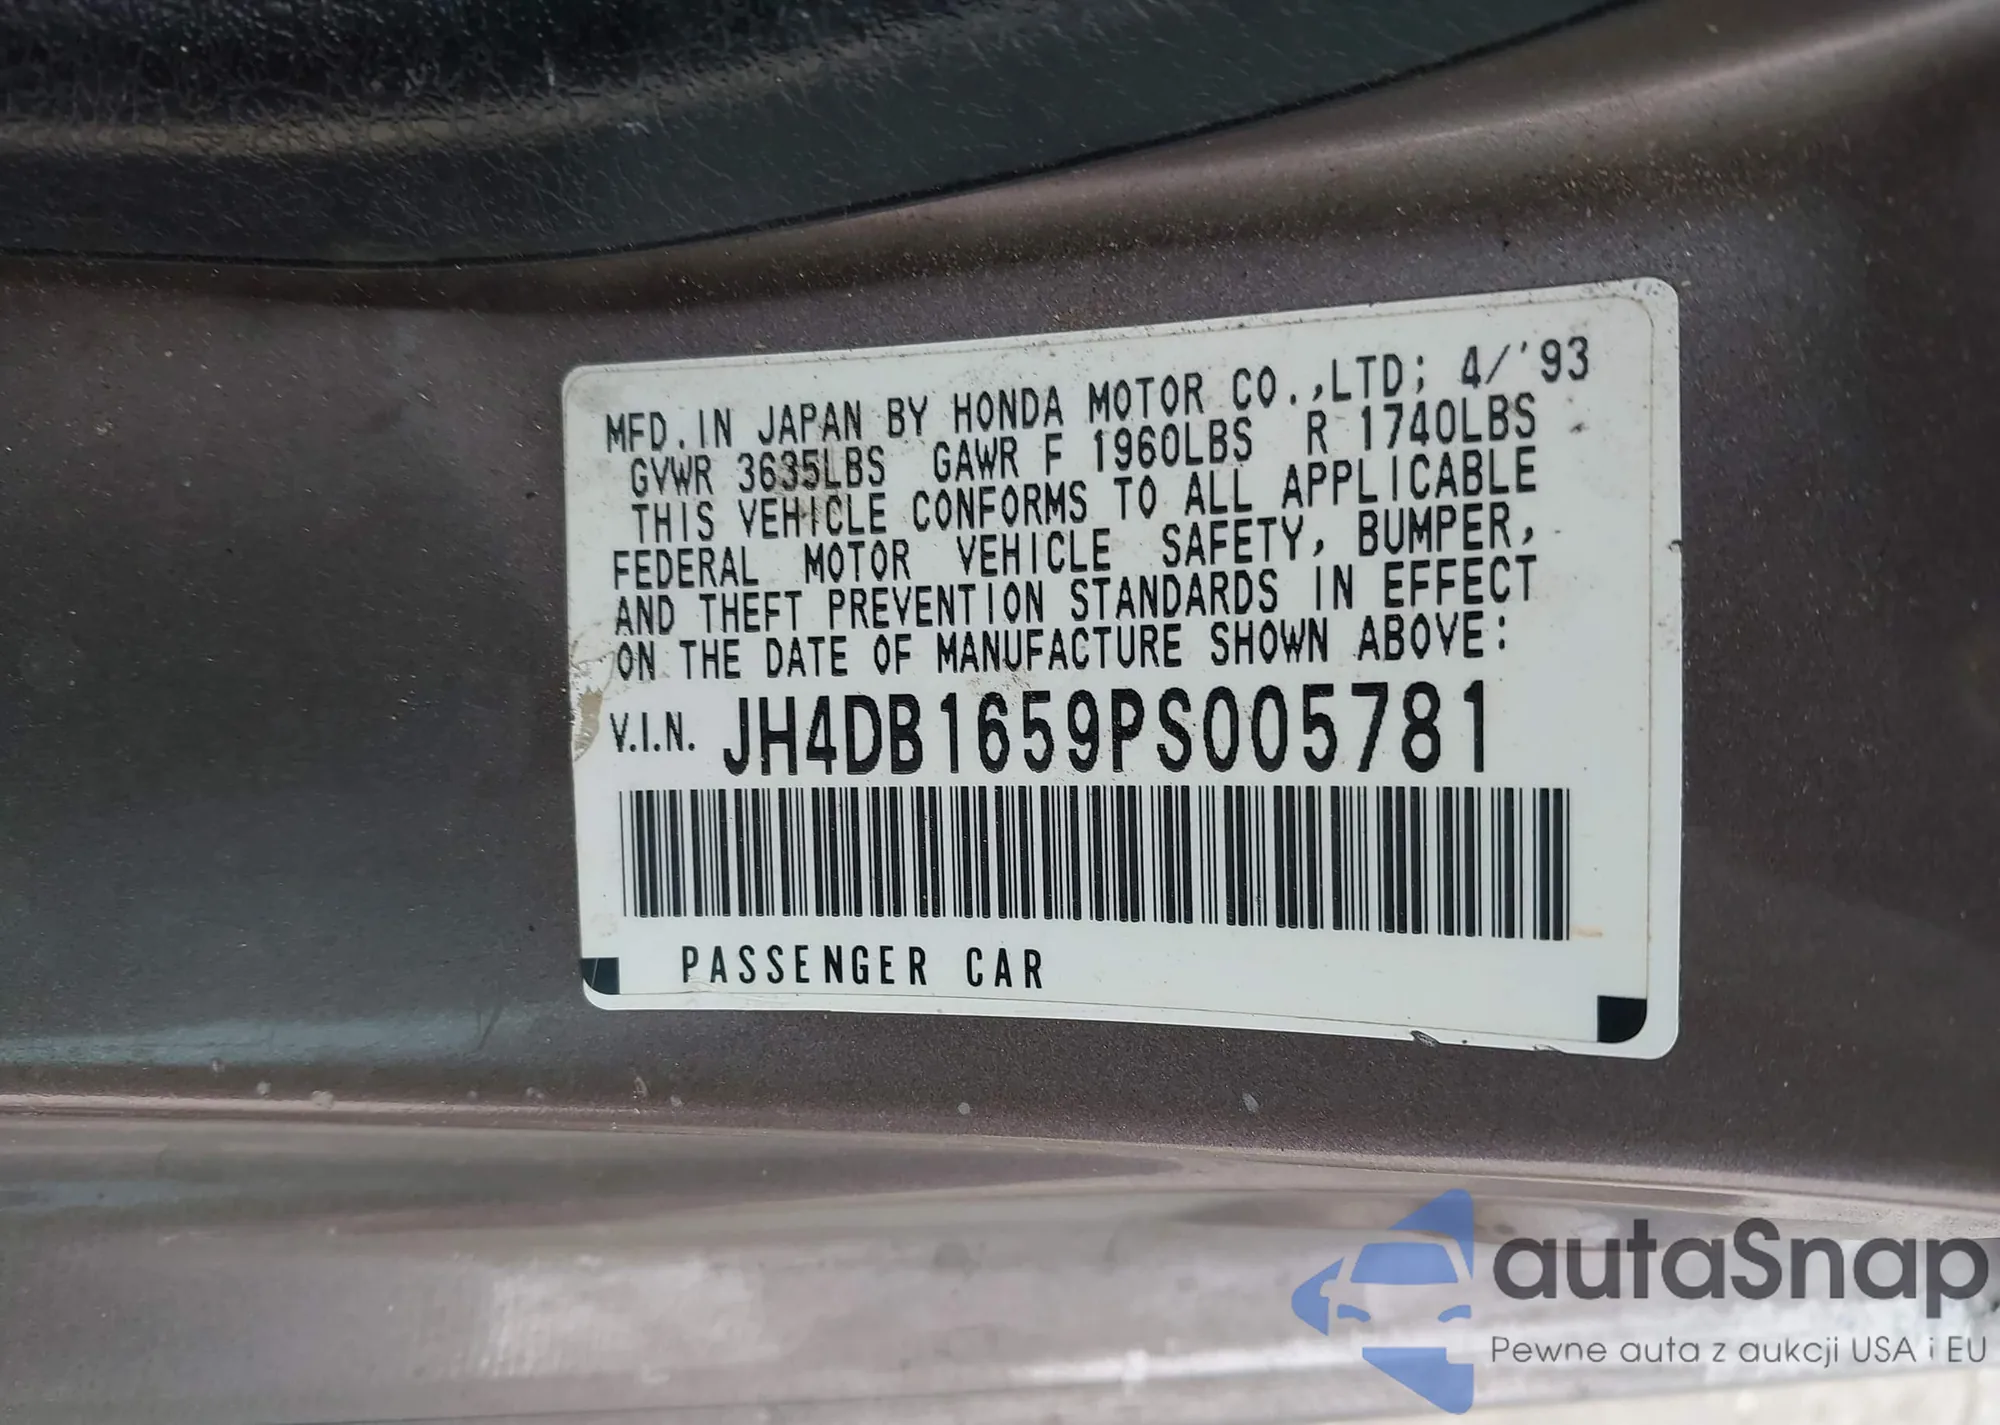 MFD. IN JAPAN BY HONDA MOTOR CO.,LTD; 4/'93
GVWR 3635LBS GAWR F 1960LBS R 1740LBS
THIS VEHICLE CONFORMS TO ALL APPLICABLE
FEDERAL MOTOR VEHICLE SAFETY, BUMPER,
AND THEFT PREVENTION STANDARDS IN EFFECT
ON THE DATE OF MANUFACTURE SHOWN ABOVE:
V.I.N. JH4DB1659PS005781
PASSENGER CAR
autaSnap
Pewne auta z aukcji USA i EU